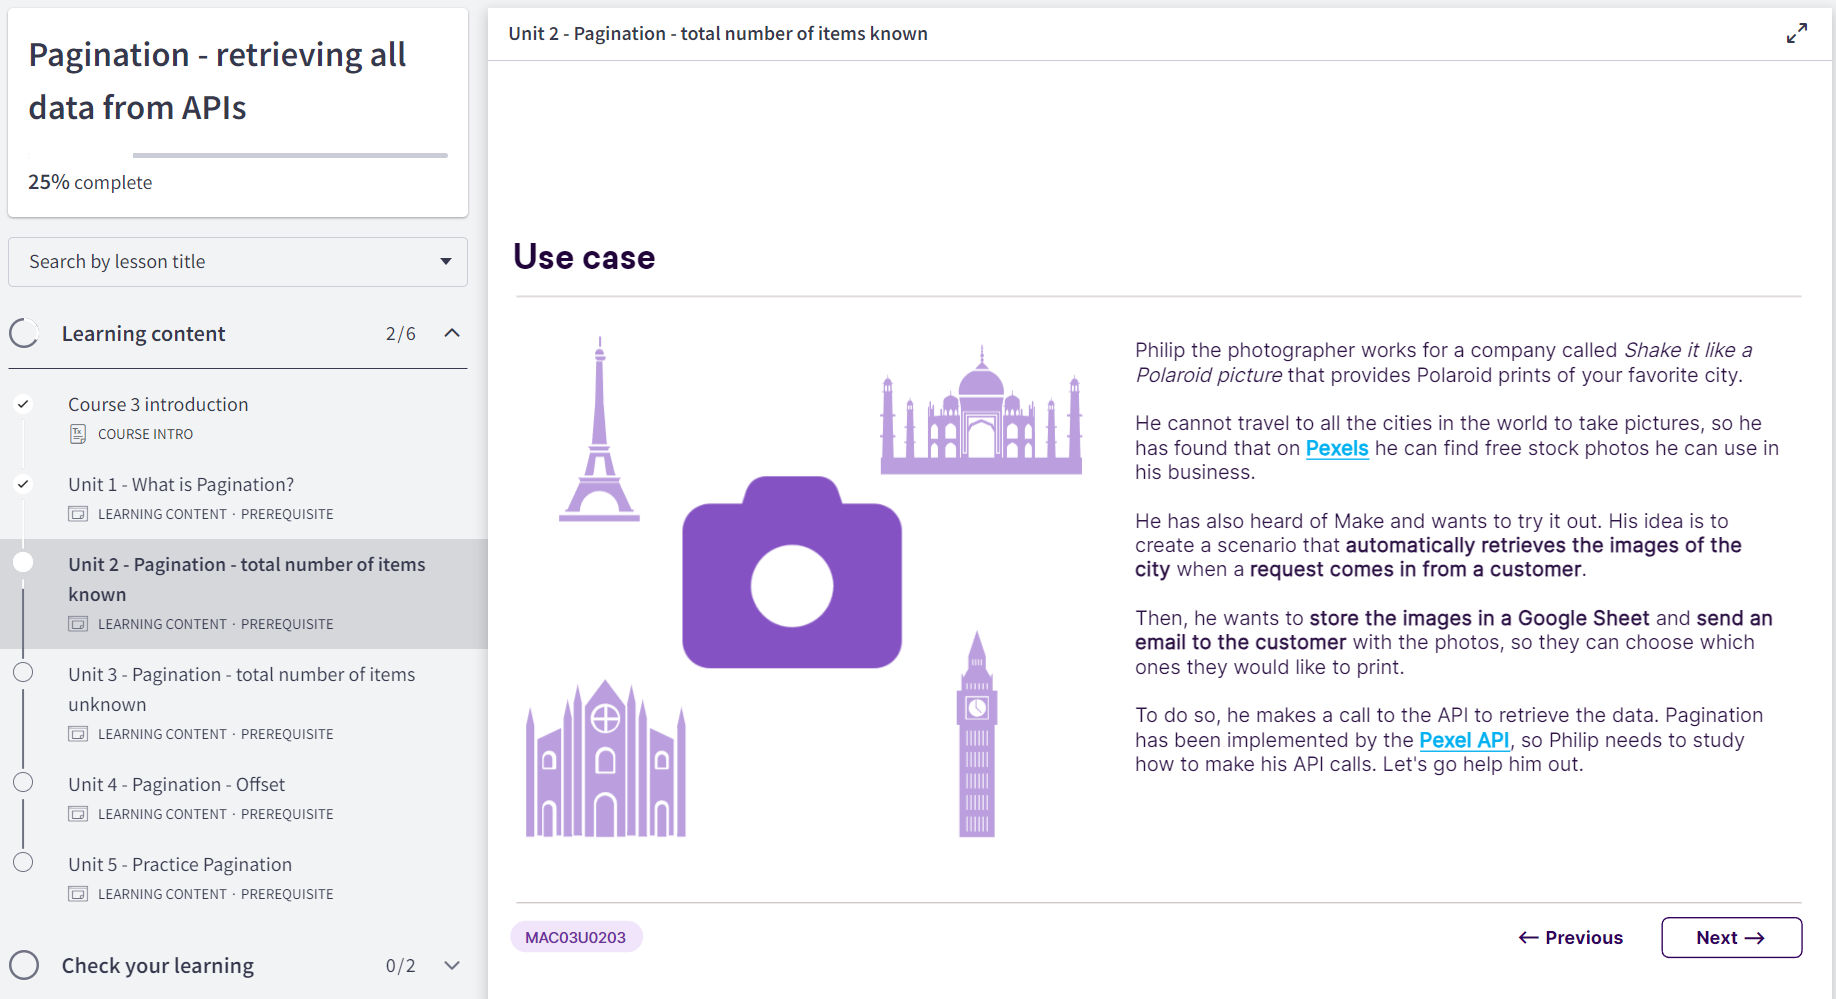 Pagination - retrieving all
data from APIs
25% complete
Search by lesson title
Learning content 2/6
Course 3 introduction
COURSE INTRO
Unit 1 - What is Pagination?
LEARNING CONTENT · PREREQUISITE
Unit 2 - Pagination - total number of items
known
LEARNING CONTENT · PREREQUISITE
Unit 3 - Pagination - total number of items
unknown
LEARNING CONTENT · PREREQUISITE
Unit 4 - Pagination - Offset
LEARNING CONTENT · PREREQUISITE
Unit 5 - Practice Pagination
LEARNING CONTENT · PREREQUISITE
Check your learning 0/2
Unit 2 - Pagination - total number of items known
Use case
Philip the photographer works for a company called Shake it like a
Polaroid picture that provides Polaroid prints of your favorite city.
He cannot travel to all the cities in the world to take pictures, so he
has found that on Pexels he can find free stock photos he can use in
his business.
He has also heard of Make and wants to try it out. His idea is to
create a scenario that automatically retrieves the images of the
city when a request comes in from a customer.
Then, he wants to store the images in a Google Sheet and send an
email to the customer with the photos, so they can choose which
ones they would like to print.
To do so, he makes a call to the API to retrieve the data. Pagination
has been implemented by the Pexel API, so Philip needs to study
how to make his API calls. Let's go help him out.
MAC03U0203
← Previous
Next →